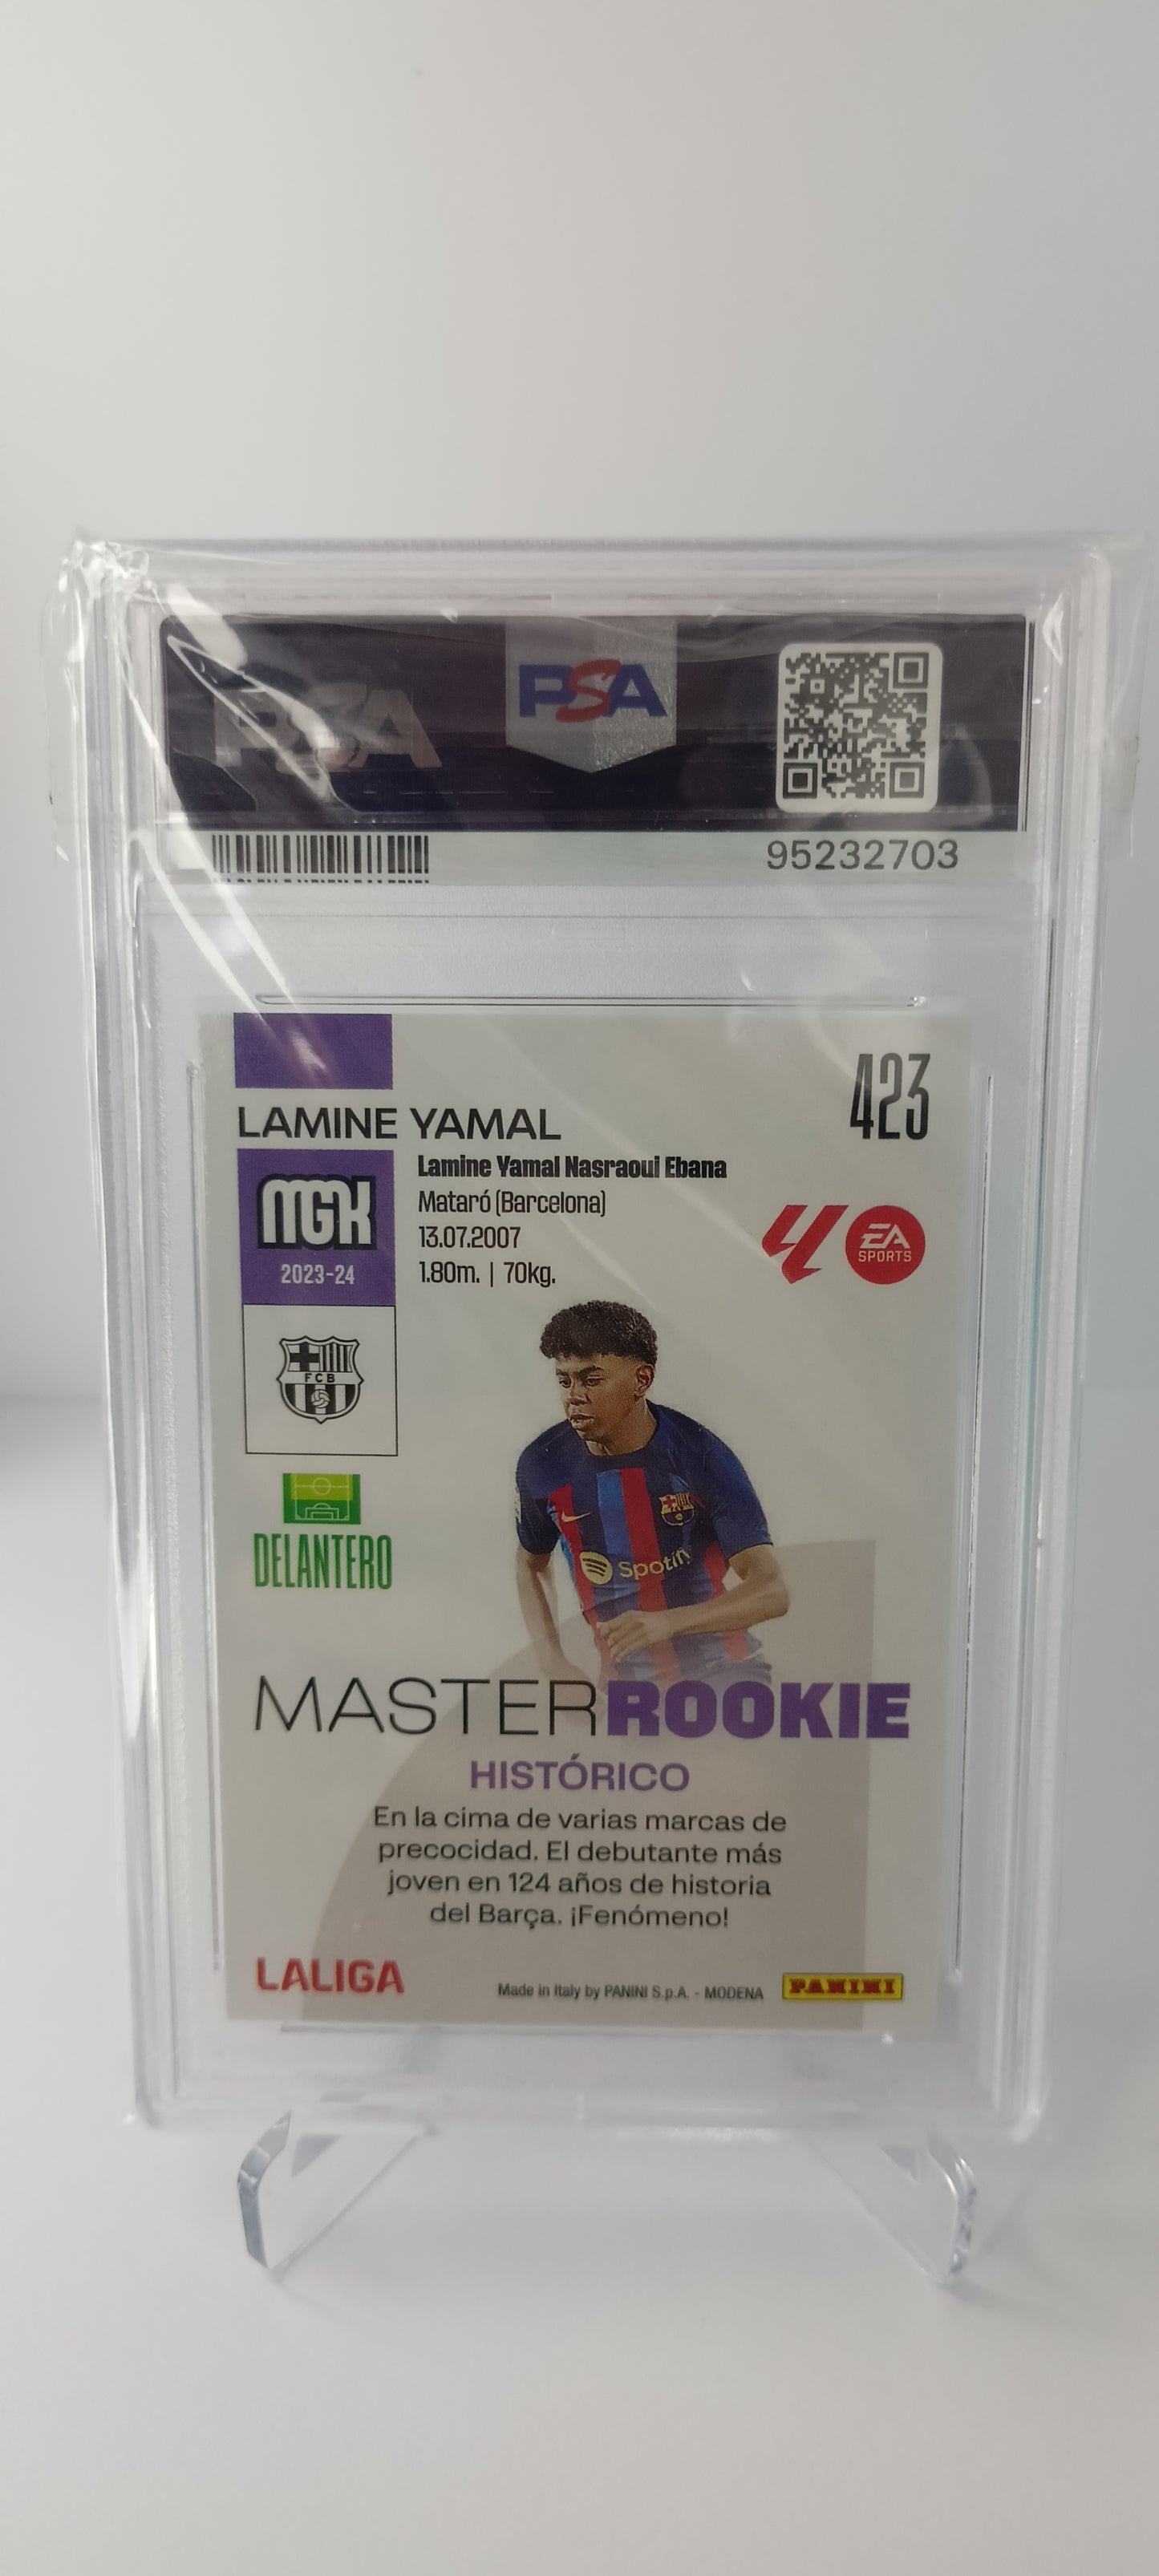 PSA
PSA
95232703
423
LAMINE YAMAL
Lamine Yamal Nasraoui Ebana
Mataró (Barcelona)
13.07.2007
1.80m. | 70kg.
MGK
2023-24
EA
SPORTS
FCB
Spotify
DELANTERO
MASTERROOKIE
HISTÓRICO
En la cima de varias marcas de
precocidad. El debutante más
joven en 124 años de historia
del Barça. ¡Fenómeno!
LALIGA
Made in Italy by PANINI S.p.A. - MODENA
PANINI